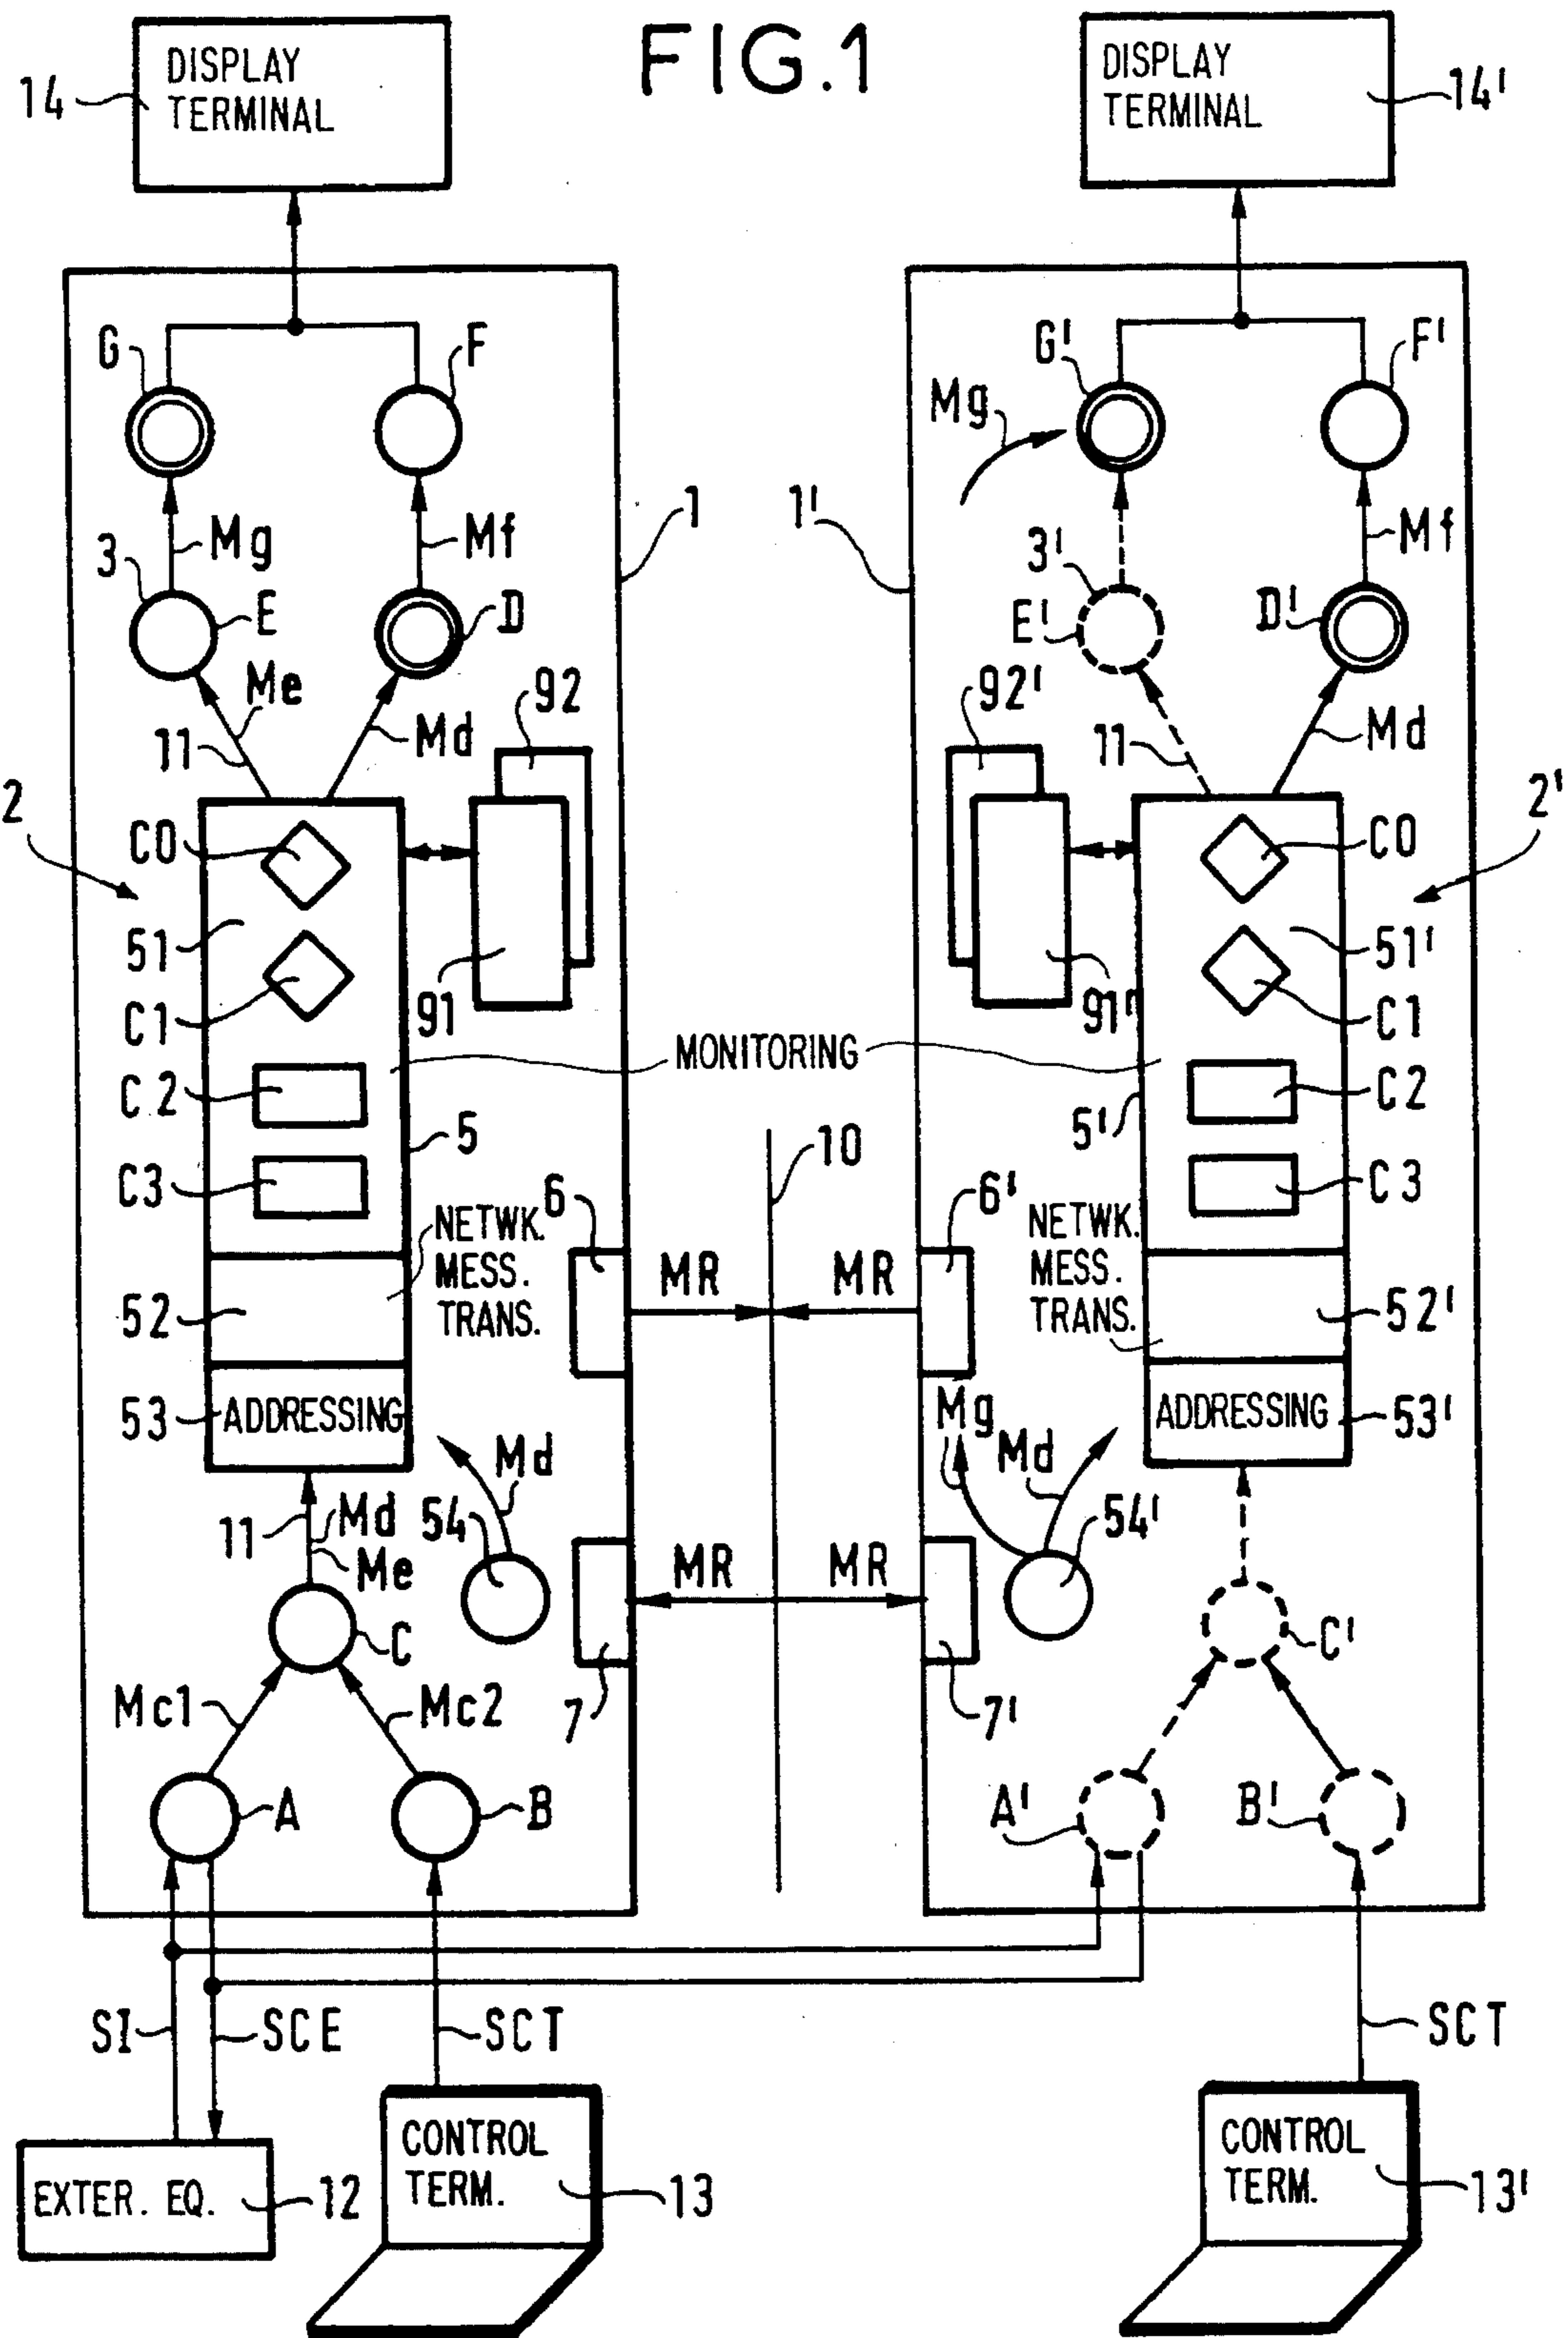 FIG.1
DISPLAY
TERMINAL
14
DISPLAY
TERMINAL
14'
G
F
Mg
G'
F'
1
1'
3
Mg
Mf
3'
Mf
E
D
E'
D'
Me
92
92'
11
Md
11
Md
2
2'
C0
C0
51
51'
C1
91
91'
C1
MONITORING
C2
C2
5
10
5'
C3
6
6'
C3
NETWK.
MESS.
TRANS.
NETWK.
MESS.
TRANS.
MR
MR
52
52'
53
ADDRESSING
Mg
ADDRESSING
53'
Md
Md
11
Md
54
54'
Me
MR
MR
C
C'
Mc1
Mc2
7
7'
A
B
A'
B'
SI
SCE
SCT
SCT
CONTROL
TERM.
13
CONTROL
TERM.
13'
EXTER. EQ.
12